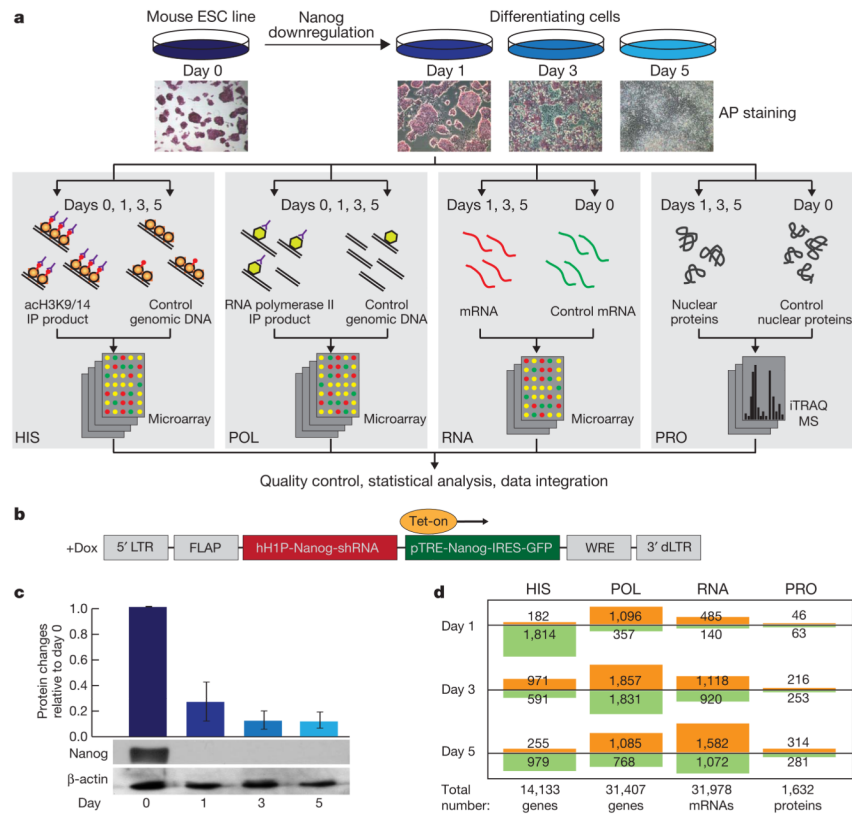 a
Mouse ESC line
Nanog
downregulation
Differentiating cells
Day 0
Day 1
Day 3
Day 5
AP staining
Days 0, 1, 3, 5
acH3K9/14
IP product
Control
genomic DNA
Microarray
HIS
Days 0, 1, 3, 5
RNA polymerase II
IP product
Control
genomic DNA
Microarray
POL
Days 1, 3, 5
Day 0
mRNA
Control mRNA
Microarray
RNA
Days 1, 3, 5
Day 0
Nuclear
proteins
Control
nuclear proteins
iTRAQ
MS
PRO
Quality control, statistical analysis, data integration
b
Tet-on
+Dox
5′ LTR
FLAP
hH1P-Nanog-shRNA
pTRE-Nanog-IRES-GFP
WRE
3′ dLTR
c
Protein changes
relative to day 0
1.0
0.8
0.6
0.4
0.2
0.0
Nanog
β-actin
Day 0 1 3 5
d
HIS POL RNA PRO
Day 1
182 1,096 485 46
1,814 357 140 63
Day 3
971 1,857 1,118 216
591 1,831 920 253
Day 5
255 1,085 1,582 314
979 768 1,072 281
Total
number:
14,133
genes
31,407
genes
31,978
mRNAs
1,632
proteins